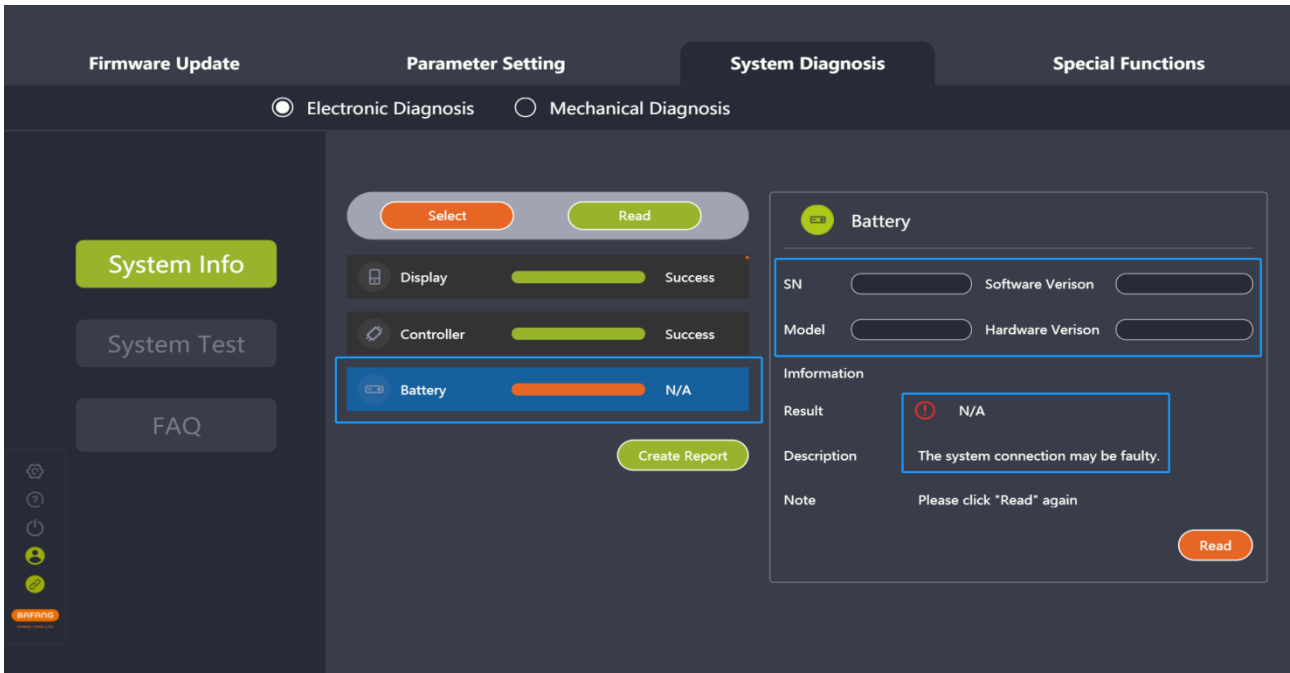 Firmware Update
Parameter Setting
System Diagnosis
Special Functions
Electronic Diagnosis
Mechanical Diagnosis
System Info
System Test
FAQ
BAFANG
Select
Read
Display
Success
Controller
Success
Battery
N/A
Create Report
Battery
SN
Software Verison
Model
Hardware Verison
Imformation
Result
N/A
Description
The system connection may be faulty.
Note
Please click "Read" again
Read